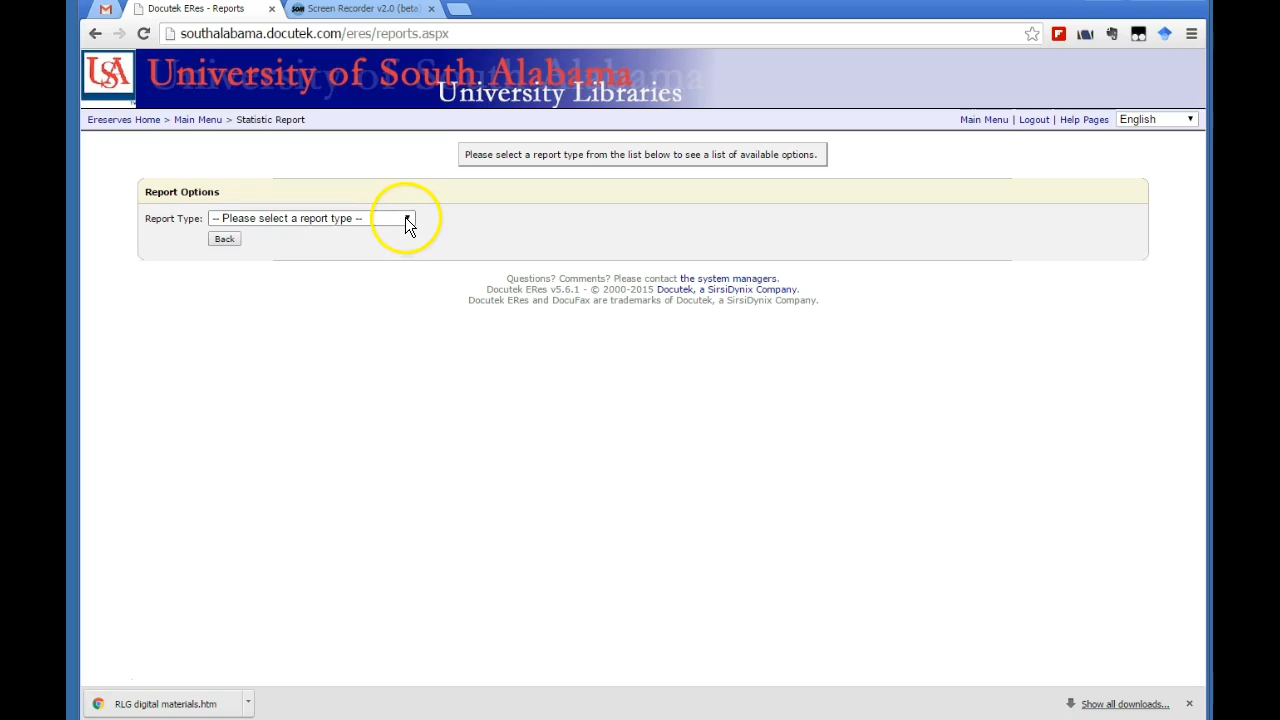 Docutek ERes - Reports
Screen Recorder v2.0 (beta)
southalabama.docutek.com/eres/reports.aspx
USA
University of South Alabama
University Libraries
Ereserves Home > Main Menu > Statistic Report
Main Menu | Logout | Help Pages
English
Please select a report type from the list below to see a list of available options.
Report Options
Report Type: -- Please select a report type --
Back
Questions? Comments? Please contact the system managers.
Docutek ERes v5.6.1 - © 2000-2015 Docutek, a SirsiDynix Company.
Docutek ERes and DocuFax are trademarks of Docutek, a SirsiDynix Company.
RLG digital materials.htm
Show all downloads...